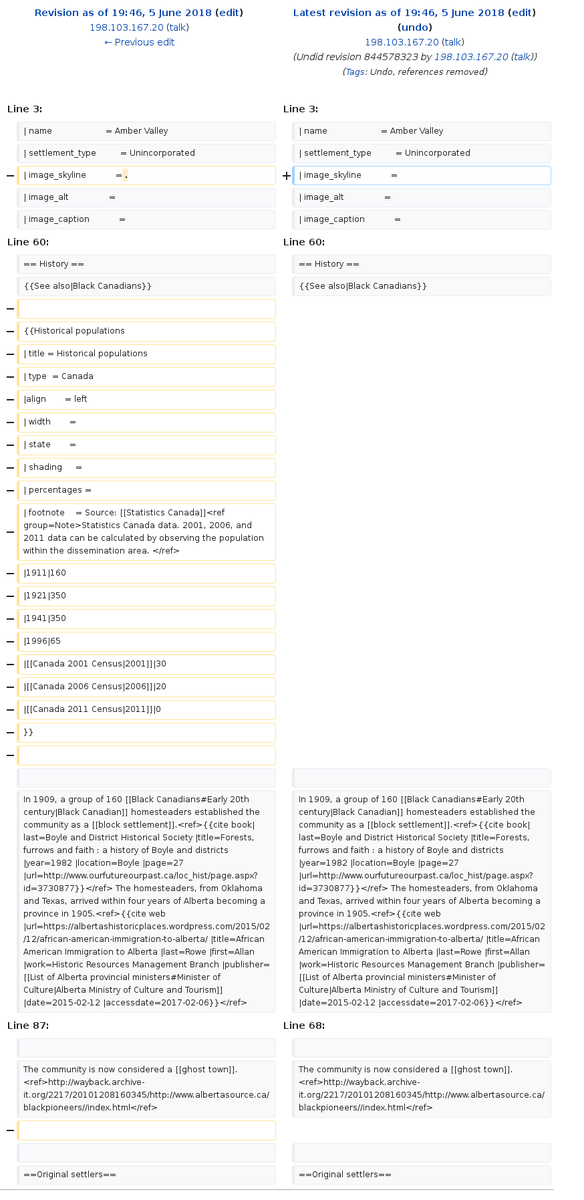 Revision as of 19:46, 5 June 2018 (edit)
198.103.167.20 (talk)
← Previous edit
Latest revision as of 19:46, 5 June 2018 (edit)
(undo)
198.103.167.20 (talk)
(Undid revision 844578323 by 198.103.167.20 (talk))
(Tags: Undo, references removed)
Line 3:
Line 3:
| name = Amber Valley
| name = Amber Valley
| settlement_type = Unincorporated
| settlement_type = Unincorporated
− | image_skyline = .
+ | image_skyline =
| image_alt =
| image_alt =
| image_caption =
| image_caption =
Line 60:
Line 60:
== History ==
== History ==
{{See also|Black Canadians}}
{{See also|Black Canadians}}
−
− {{Historical populations
− | title = Historical populations
− | type = Canada
− |align = left
− | width =
− | state =
− | shading =
− | percentages =
− | footnote = Source: [[Statistics Canada]]<ref
group=Note>Statistics Canada data. 2001, 2006, and
2011 data can be calculated by observing the population
within the dissemination area. </ref>
− |1911|160
− |1921|350
− |1941|350
− |1996|65
− |[[Canada 2001 Census|2001]]|30
− |[[Canada 2006 Census|2006]]|20
− |[[Canada 2011 Census|2011]]|0
− }}
−
In 1909, a group of 160 [[Black Canadians#Early 20th
century|Black Canadian]] homesteaders established the
community as a [[block settlement]].<ref>{{cite book|
last=Boyle and District Historical Society |title=Forests,
furrows and faith : a history of Boyle and districts
|year=1982 |location=Boyle |page=27
|url=http://www.ourfutureourpast.ca/loc_hist/page.aspx?
id=3730877}}</ref> The homesteaders, from Oklahoma
and Texas, arrived within four years of Alberta becoming a
province in 1905.<ref>{{cite web
|url=https://albertashistoricplaces.wordpress.com/2015/02
/12/african-american-immigration-to-alberta/ |title=African
American Immigration to Alberta |last=Rowe |first=Allan
|work=Historic Resources Management Branch |publisher=
[[List of Alberta provincial ministers#Minister of
Culture|Alberta Ministry of Culture and Tourism]]
|date=2015-02-12 |accessdate=2017-02-06}}</ref>
In 1909, a group of 160 [[Black Canadians#Early 20th
century|Black Canadian]] homesteaders established the
community as a [[block settlement]].<ref>{{cite book|
last=Boyle and District Historical Society |title=Forests,
furrows and faith : a history of Boyle and districts
|year=1982 |location=Boyle |page=27
|url=http://www.ourfutureourpast.ca/loc_hist/page.aspx?
id=3730877}}</ref> The homesteaders, from Oklahoma
and Texas, arrived within four years of Alberta becoming a
province in 1905.<ref>{{cite web
|url=https://albertashistoricplaces.wordpress.com/2015/02
/12/african-american-immigration-to-alberta/ |title=African
American Immigration to Alberta |last=Rowe |first=Allan
|work=Historic Resources Management Branch |publisher=
[[List of Alberta provincial ministers#Minister of
Culture|Alberta Ministry of Culture and Tourism]]
|date=2015-02-12 |accessdate=2017-02-06}}</ref>
Line 87:
Line 68:
The community is now considered a [[ghost town]].
<ref>http://wayback.archive-
it.org/2217/20101208160345/http://www.albertasource.ca/
blackpioneers//index.html</ref>
The community is now considered a [[ghost town]].
<ref>http://wayback.archive-
it.org/2217/20101208160345/http://www.albertasource.ca/
blackpioneers//index.html</ref>
−
==Original settlers==
==Original settlers==